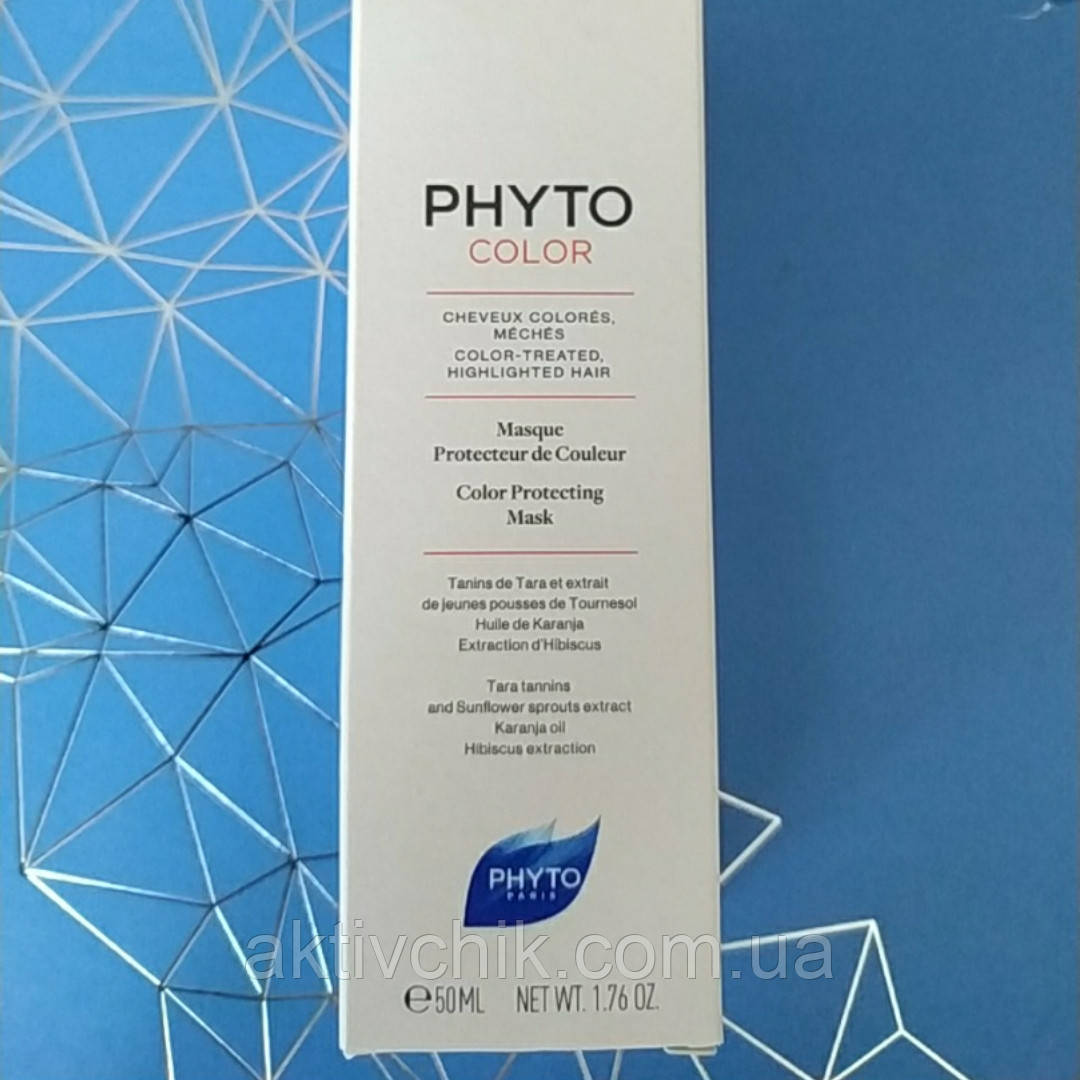 PHYTO
COLOR
CHEVEUX COLORÉS,
MÉCHÉS
COLOR-TREATED,
HIGHLIGHTED HAIR
Masque
Protecteur de Couleur
Color Protecting
Mask
Tanins de Tara et extrait
de jeunes pousses de Tournesol
Huile de Karanja
Extraction d'Hibiscus
Tara tannins
and Sunflower sprouts extract
Karanja oil
Hibiscus extraction
PHYTO
PARIS
aktivchik.com.ua
℮50ML NET WT. 1.76 OZ.